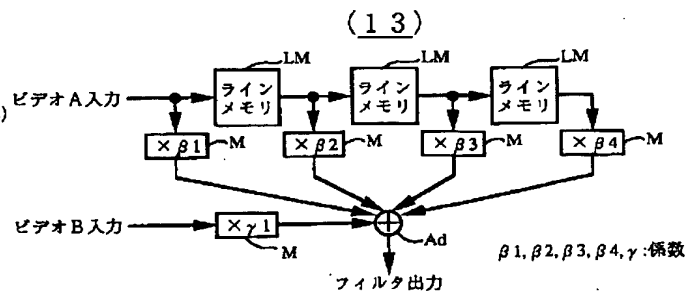 (13)
LM
LM
LM
ビデオA入力
ライン
メモリ
ライン
メモリ
ライン
メモリ
)
×β1
M
×β2
M
×β3
M
×β4
M
ビデオB入力
×γ1
M
Ad
β1,β2,β3,β4,γ:係数
フィルタ出力